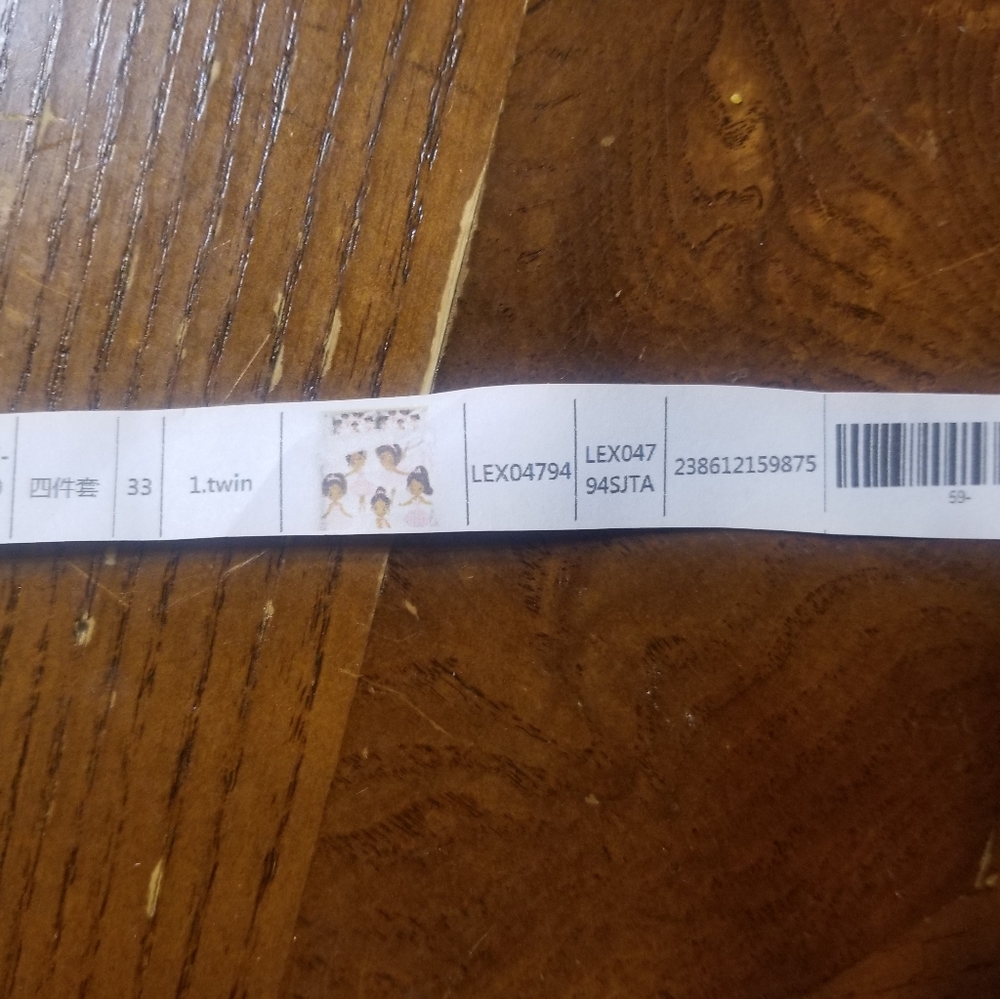 四件套
33
1.twin
LEX04794
LEX047
94SJTA
238612159875
59-